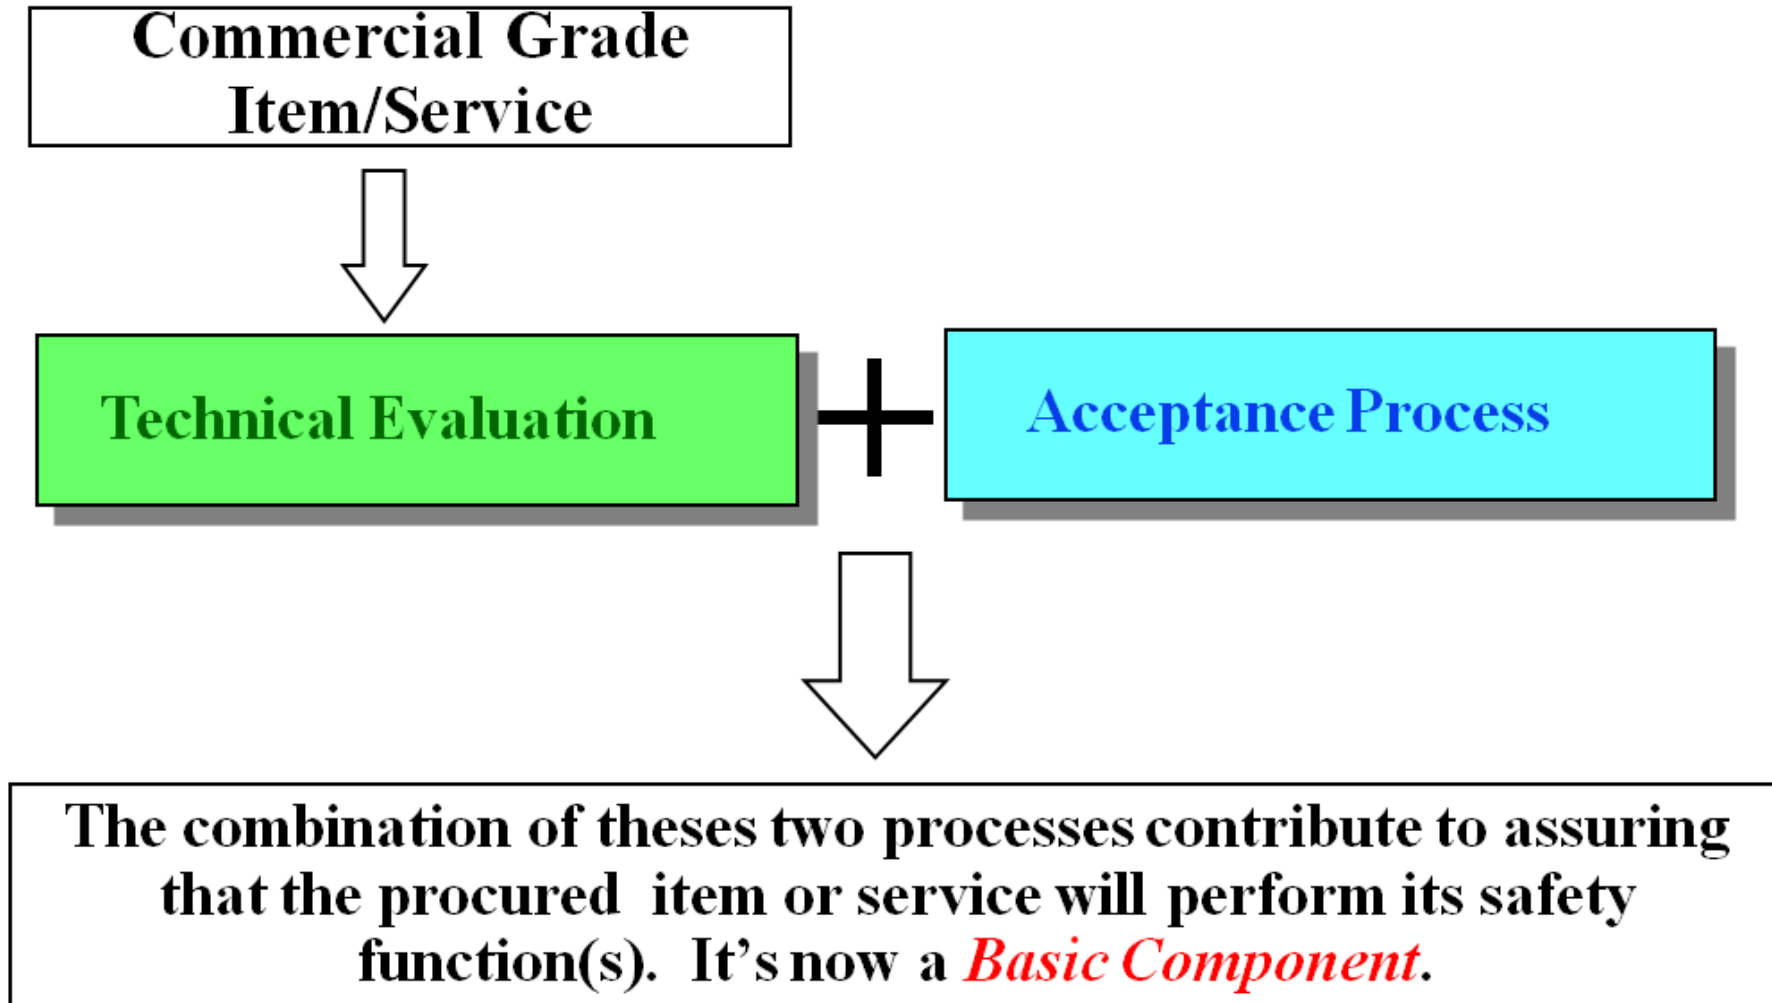 Commercial Grade
Item/Service
Technical Evaluation
Acceptance Process
The combination of theses two processes contribute to assuring
that the procured item or service will perform its safety
function(s). It’s now a Basic Component.